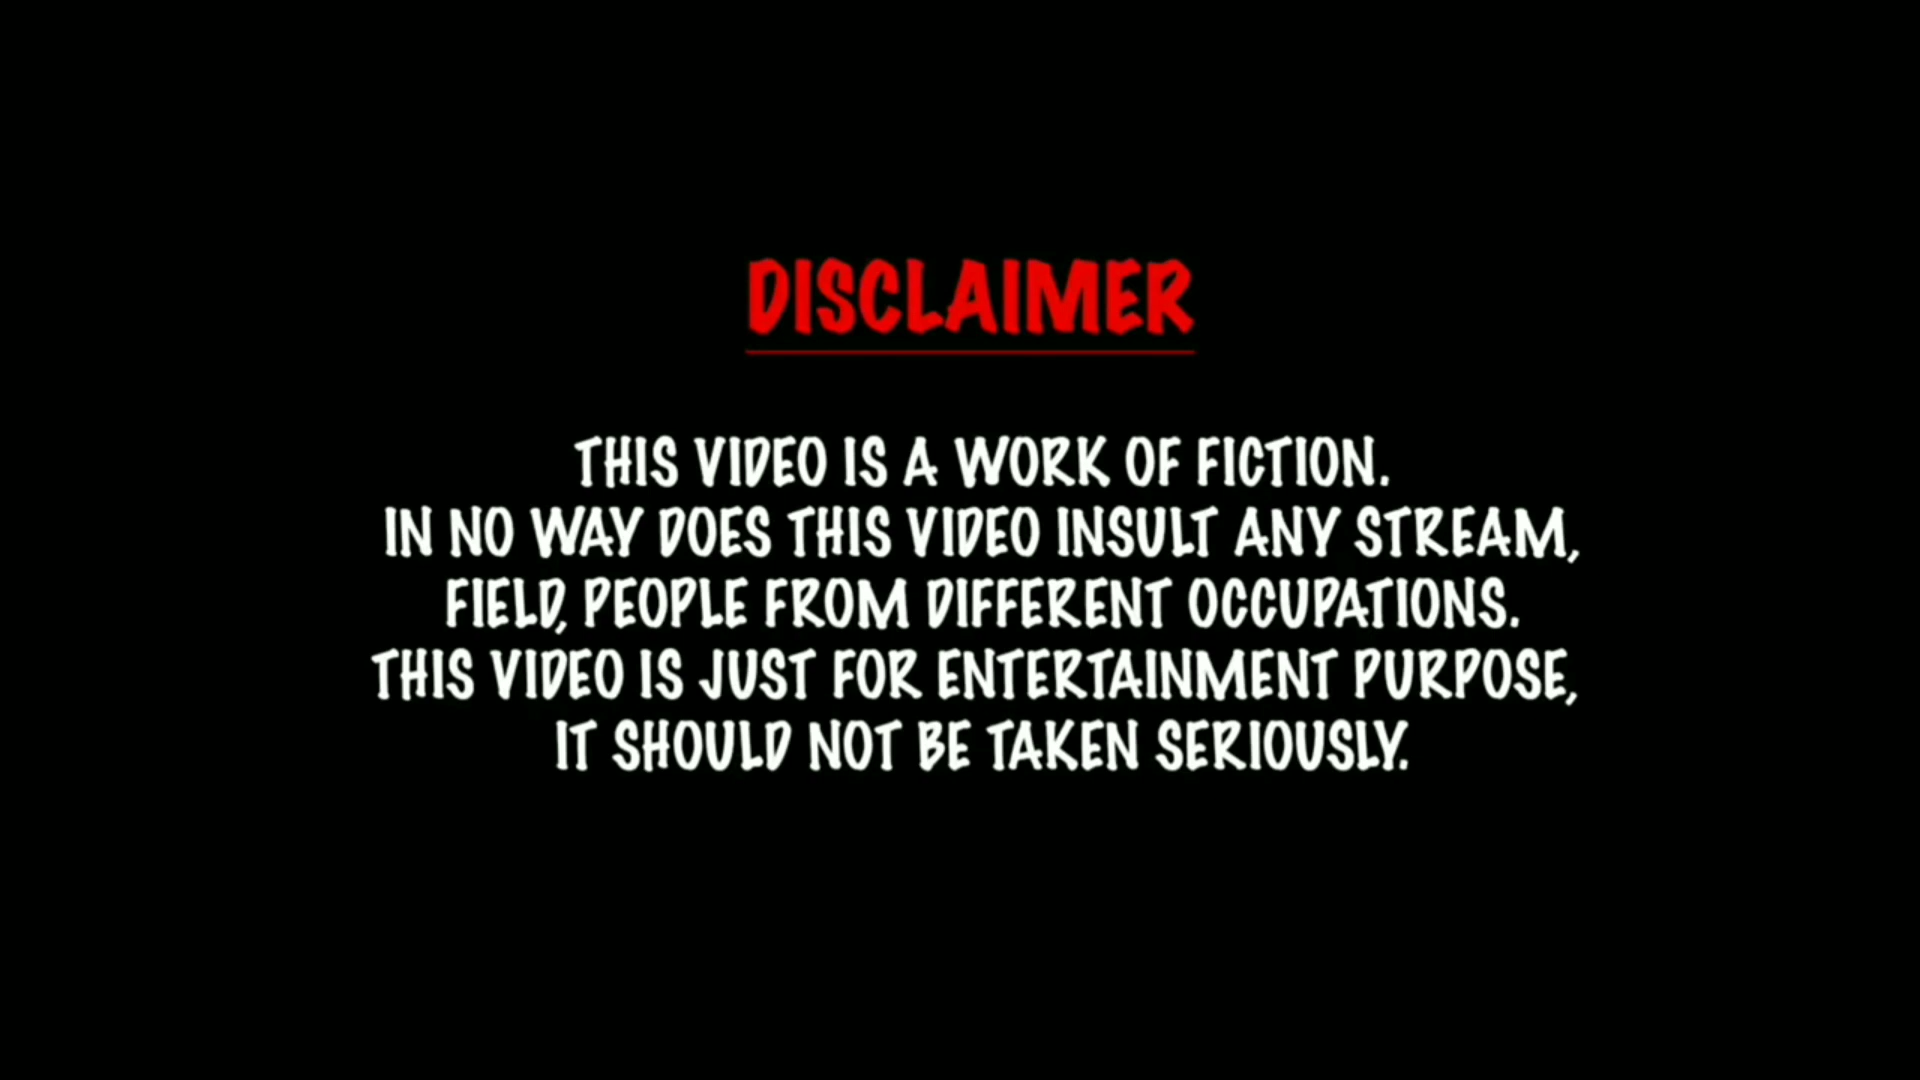 DISCLAIMER
THIS VIDEO IS A WORK OF FICTION.
IN NO WAY DOES THIS VIDEO INSULT ANY STREAM,
FIELD, PEOPLE FROM DIFFERENT OCCUPATIONS.
THIS VIDEO IS JUST FOR ENTERTAINMENT PURPOSE,
IT SHOULD NOT BE TAKEN SERIOUSLY.